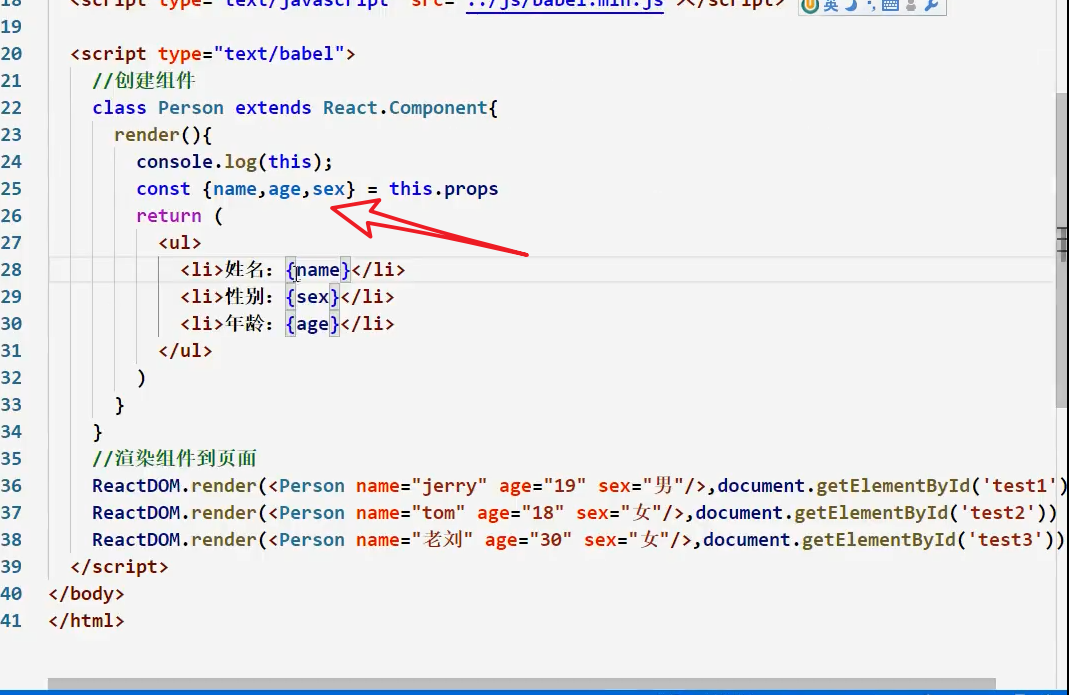 18 <script type="text/javascript" src="../js/babel.min.js"></script>
英
19
20 <script type="text/babel">
21 //创建组件
22 class Person extends React.Component{
23 render(){
24 console.log(this);
25 const {name,age,sex} = this.props
26 return (
27 <ul>
28 <li>姓名: {name}</li>
29 <li>性别: {sex}</li>
30 <li>年龄: {age}</li>
31 </ul>
32 )
33 }
34 }
35 //渲染组件到页面
36 ReactDOM.render(<Person name="jerry" age="19" sex="男"/>,document.getElementById('test1')
37 ReactDOM.render(<Person name="tom" age="18" sex="女"/>,document.getElementById('test2'))
38 ReactDOM.render(<Person name="老刘" age="30" sex="女"/>,document.getElementById('test3'))
39 </script>
40 </body>
41 </html>